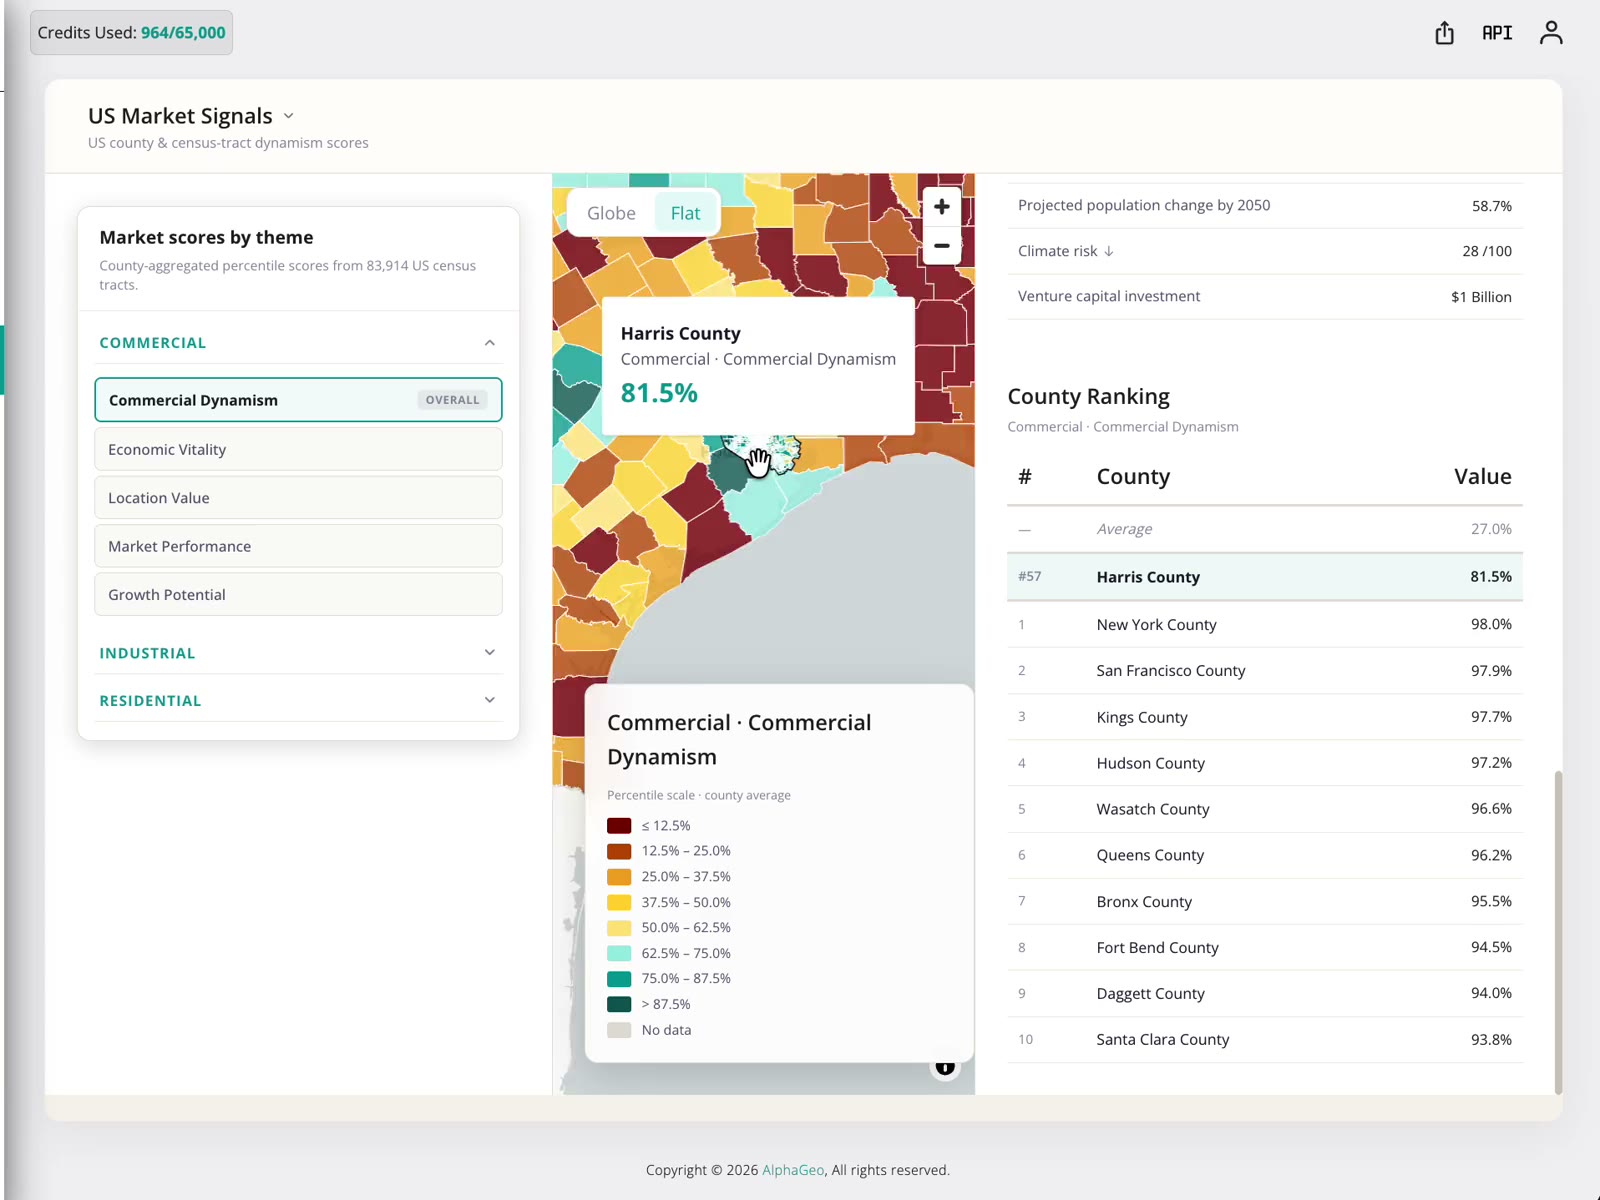 Credits Used: 964/65,000
API
US Market Signals
US county & census-tract dynamism scores
Market scores by theme
County-aggregated percentile scores from 83,914 US census
tracts.
COMMERCIAL
Commercial Dynamism OVERALL
Economic Vitality
Location Value
Market Performance
Growth Potential
INDUSTRIAL
RESIDENTIAL
Globe Flat
+
−
Harris County
Commercial · Commercial Dynamism
81.5%
Commercial · Commercial
Dynamism
Percentile scale · county average
≤ 12.5%
12.5% – 25.0%
25.0% – 37.5%
37.5% – 50.0%
50.0% – 62.5%
62.5% – 75.0%
75.0% – 87.5%
> 87.5%
No data
Projected population change by 2050 58.7%
Climate risk ↓ 28 /100
Venture capital investment $1 Billion
County Ranking
Commercial · Commercial Dynamism
# County Value
— Average 27.0%
#57 Harris County 81.5%
1 New York County 98.0%
2 San Francisco County 97.9%
3 Kings County 97.7%
4 Hudson County 97.2%
5 Wasatch County 96.6%
6 Queens County 96.2%
7 Bronx County 95.5%
8 Fort Bend County 94.5%
9 Daggett County 94.0%
10 Santa Clara County 93.8%
Copyright © 2026 AlphaGeo, All rights reserved.